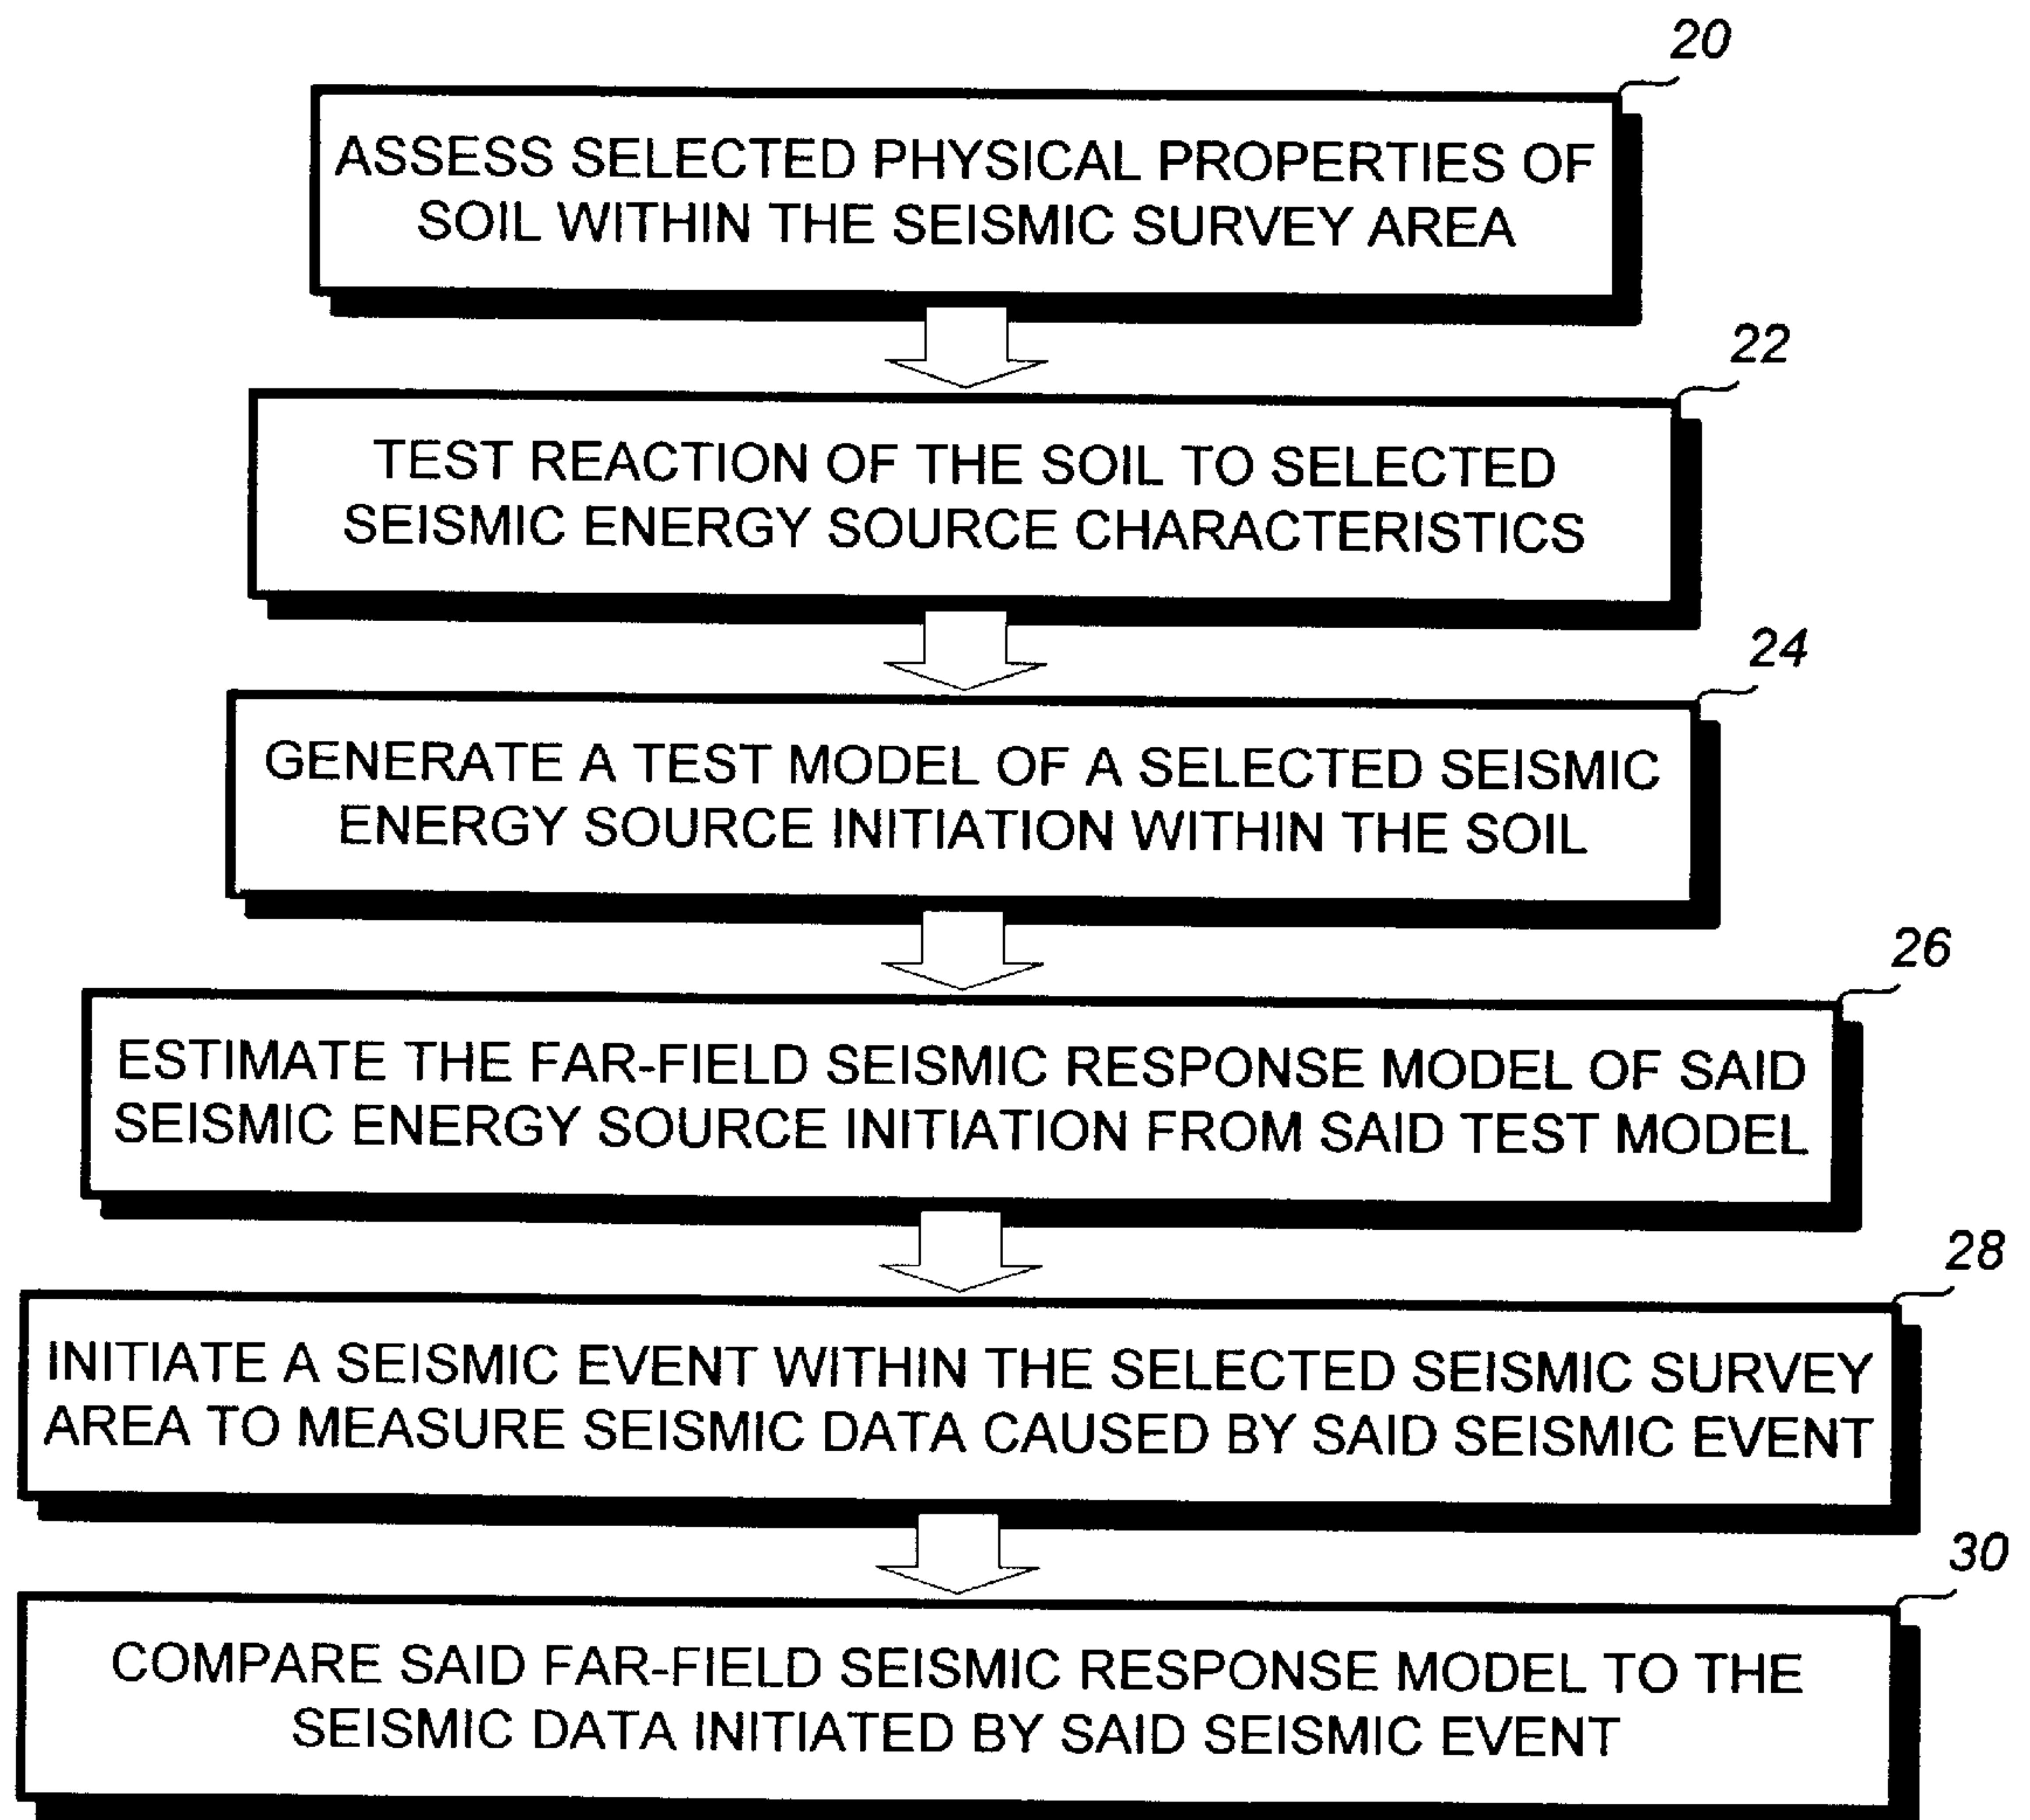 20
ASSESS SELECTED PHYSICAL PROPERTIES OF
SOIL WITHIN THE SEISMIC SURVEY AREA
22
TEST REACTION OF THE SOIL TO SELECTED
SEISMIC ENERGY SOURCE CHARACTERISTICS
24
GENERATE A TEST MODEL OF A SELECTED SEISMIC
ENERGY SOURCE INITIATION WITHIN THE SOIL
26
ESTIMATE THE FAR-FIELD SEISMIC RESPONSE MODEL OF SAID
SEISMIC ENERGY SOURCE INITIATION FROM SAID TEST MODEL
28
INITIATE A SEISMIC EVENT WITHIN THE SELECTED SEISMIC SURVEY
AREA TO MEASURE SEISMIC DATA CAUSED BY SAID SEISMIC EVENT
30
COMPARE SAID FAR-FIELD SEISMIC RESPONSE MODEL TO THE
SEISMIC DATA INITIATED BY SAID SEISMIC EVENT